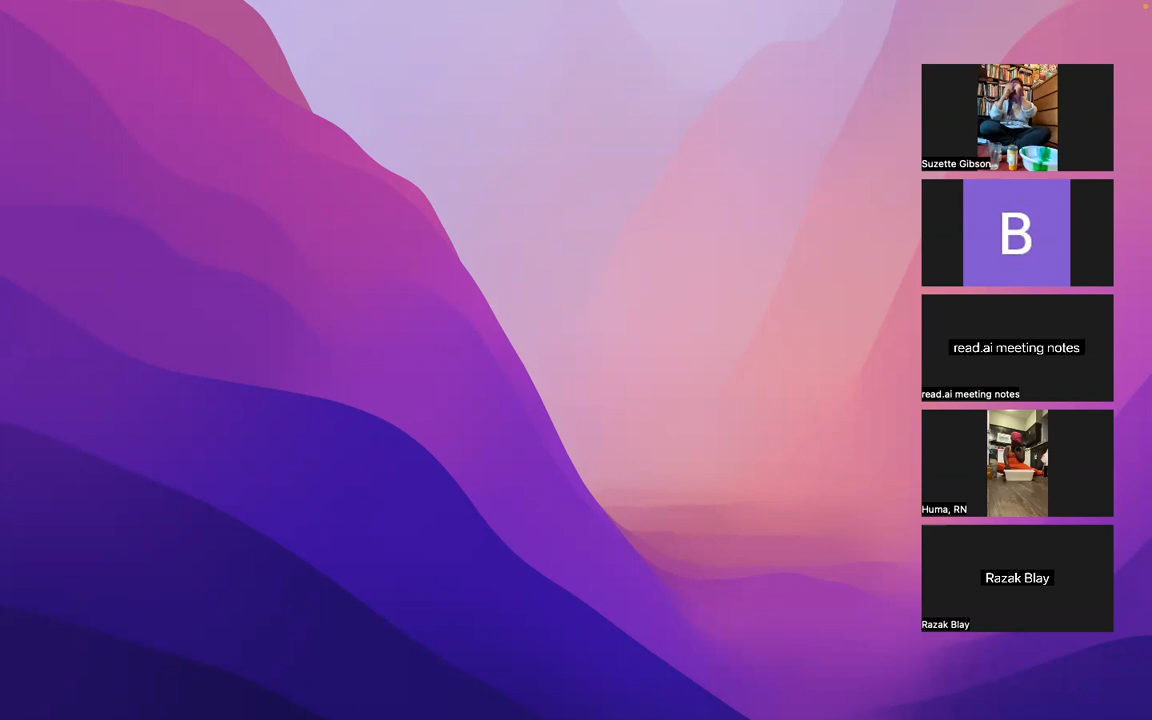 Suzette Gibson
B
read.ai meeting notes
read.ai meeting notes
Huma, RN
Razak Blay
Razak Blay